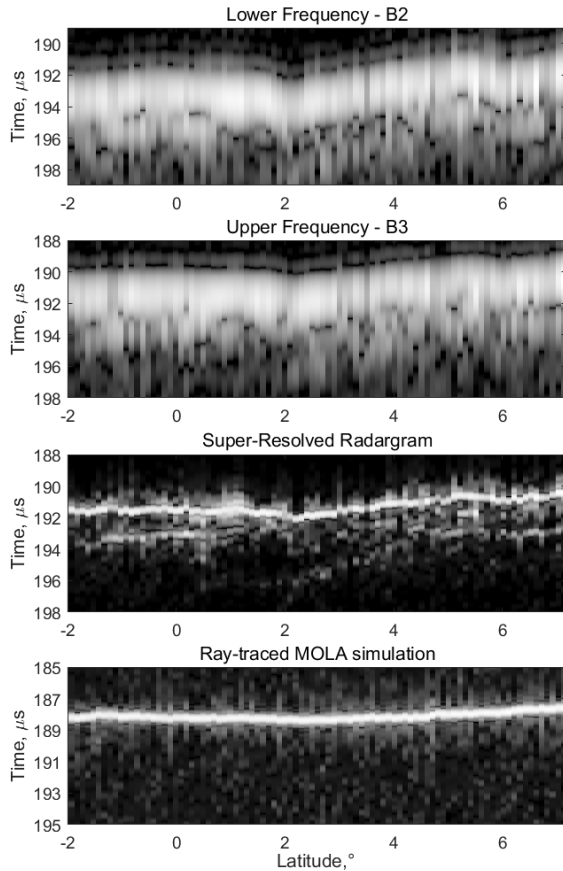 Lower Frequency - B2
190
192
194
196
198
Time, μs
-2 0 2 4 6
Upper Frequency - B3
188
190
192
194
196
198
Time, μs
-2 0 2 4 6
Super-Resolved Radargram
188
190
192
194
196
198
Time, μs
-2 0 2 4 6
Ray-traced MOLA simulation
185
187
189
191
193
195
Time, μs
-2 0 2 4 6
Latitude,°